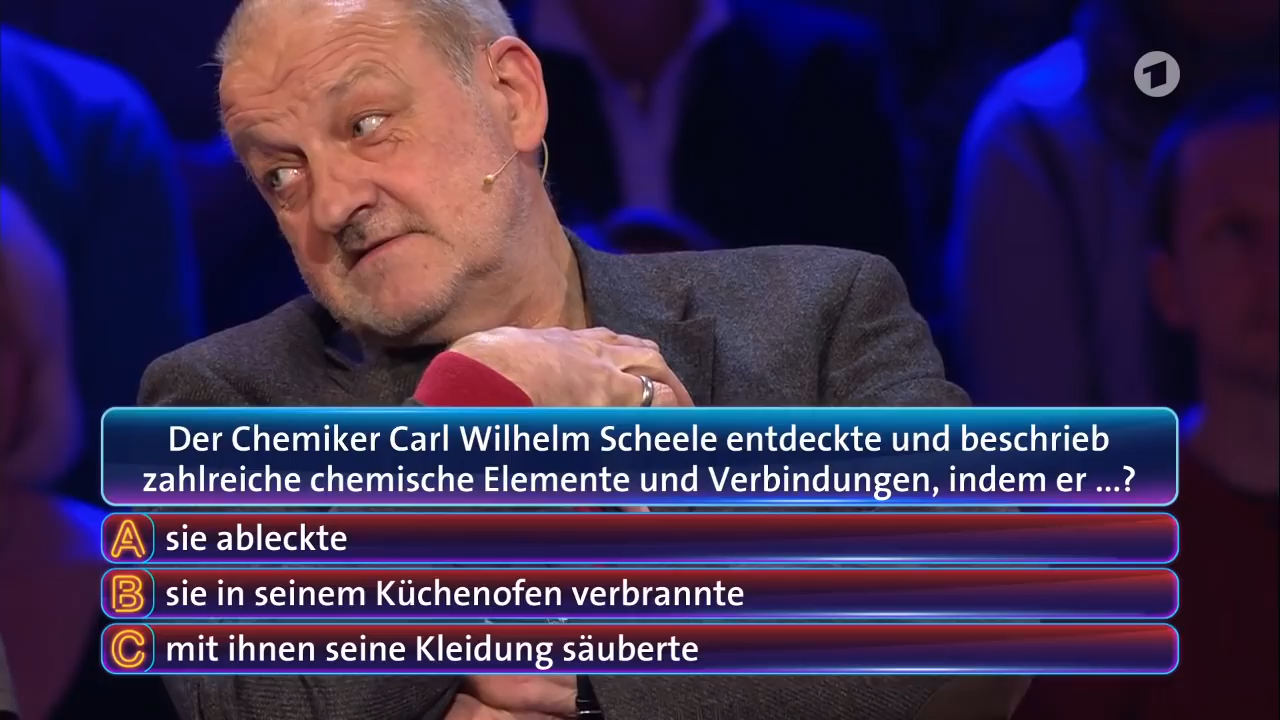 1
Der Chemiker Carl Wilhelm Scheele entdeckte und beschrieb
zahlreiche chemische Elemente und Verbindungen, indem er ...?
A sie ableckte
B sie in seinem Küchenofen verbrannte
C mit ihnen seine Kleidung säuberte